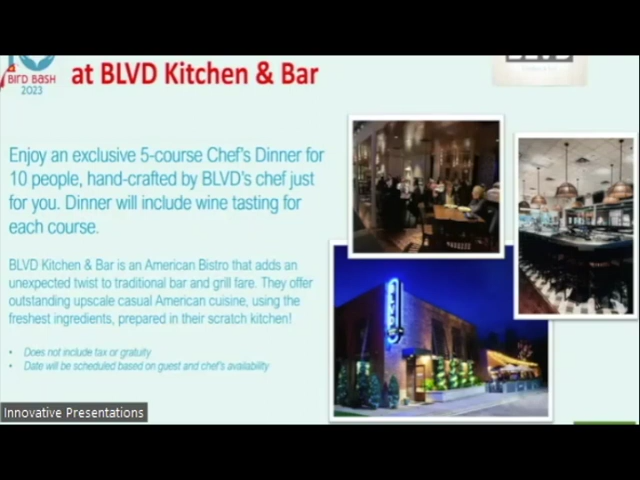 BIRD BASH
2023
at BLVD Kitchen & Bar
BLVD
Enjoy an exclusive 5-course Chef's Dinner for
10 people, hand-crafted by BLVD's chef just
for you. Dinner will include wine tasting for
each course.
BLVD Kitchen & Bar is an American Bistro that adds an
unexpected twist to traditional bar and grill fare. They offer
outstanding upscale casual American cuisine, using the
freshest ingredients, prepared in their scratch kitchen!
• Does not include tax or gratuity
• Date will be scheduled based on guest and chef's availability
Innovative Presentations